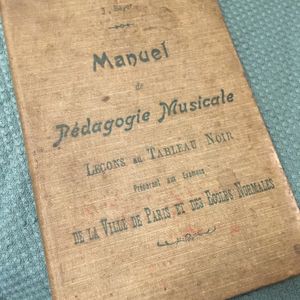 Manuel
de
Pédagogie Musicale
Leçons au Tableau Noir
Préparant aux Examens
DE LA VILLE DE PARIS ET DES ECOLES NORMALES